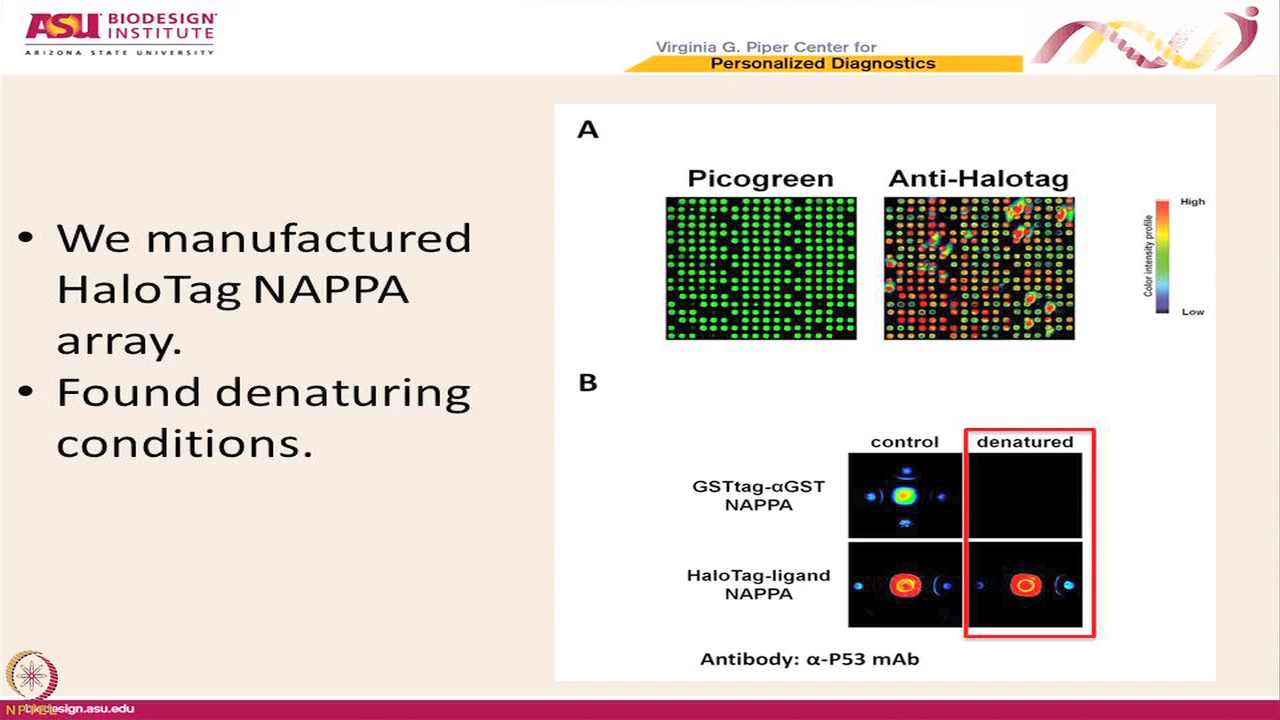 ASU BIODESIGN
INSTITUTE
ARIZONA STATE UNIVERSITY
Virginia G. Piper Center for
Personalized Diagnostics
• We manufactured
HaloTag NAPPA
array.
• Found denaturing
conditions.
A
Picogreen Anti-Halotag
High
Color intensity profile
Low
B
control denatured
GSTtag-αGST
NAPPA
HaloTag-ligand
NAPPA
Antibody: α-P53 mAb
NPTEL
biodesign.asu.edu